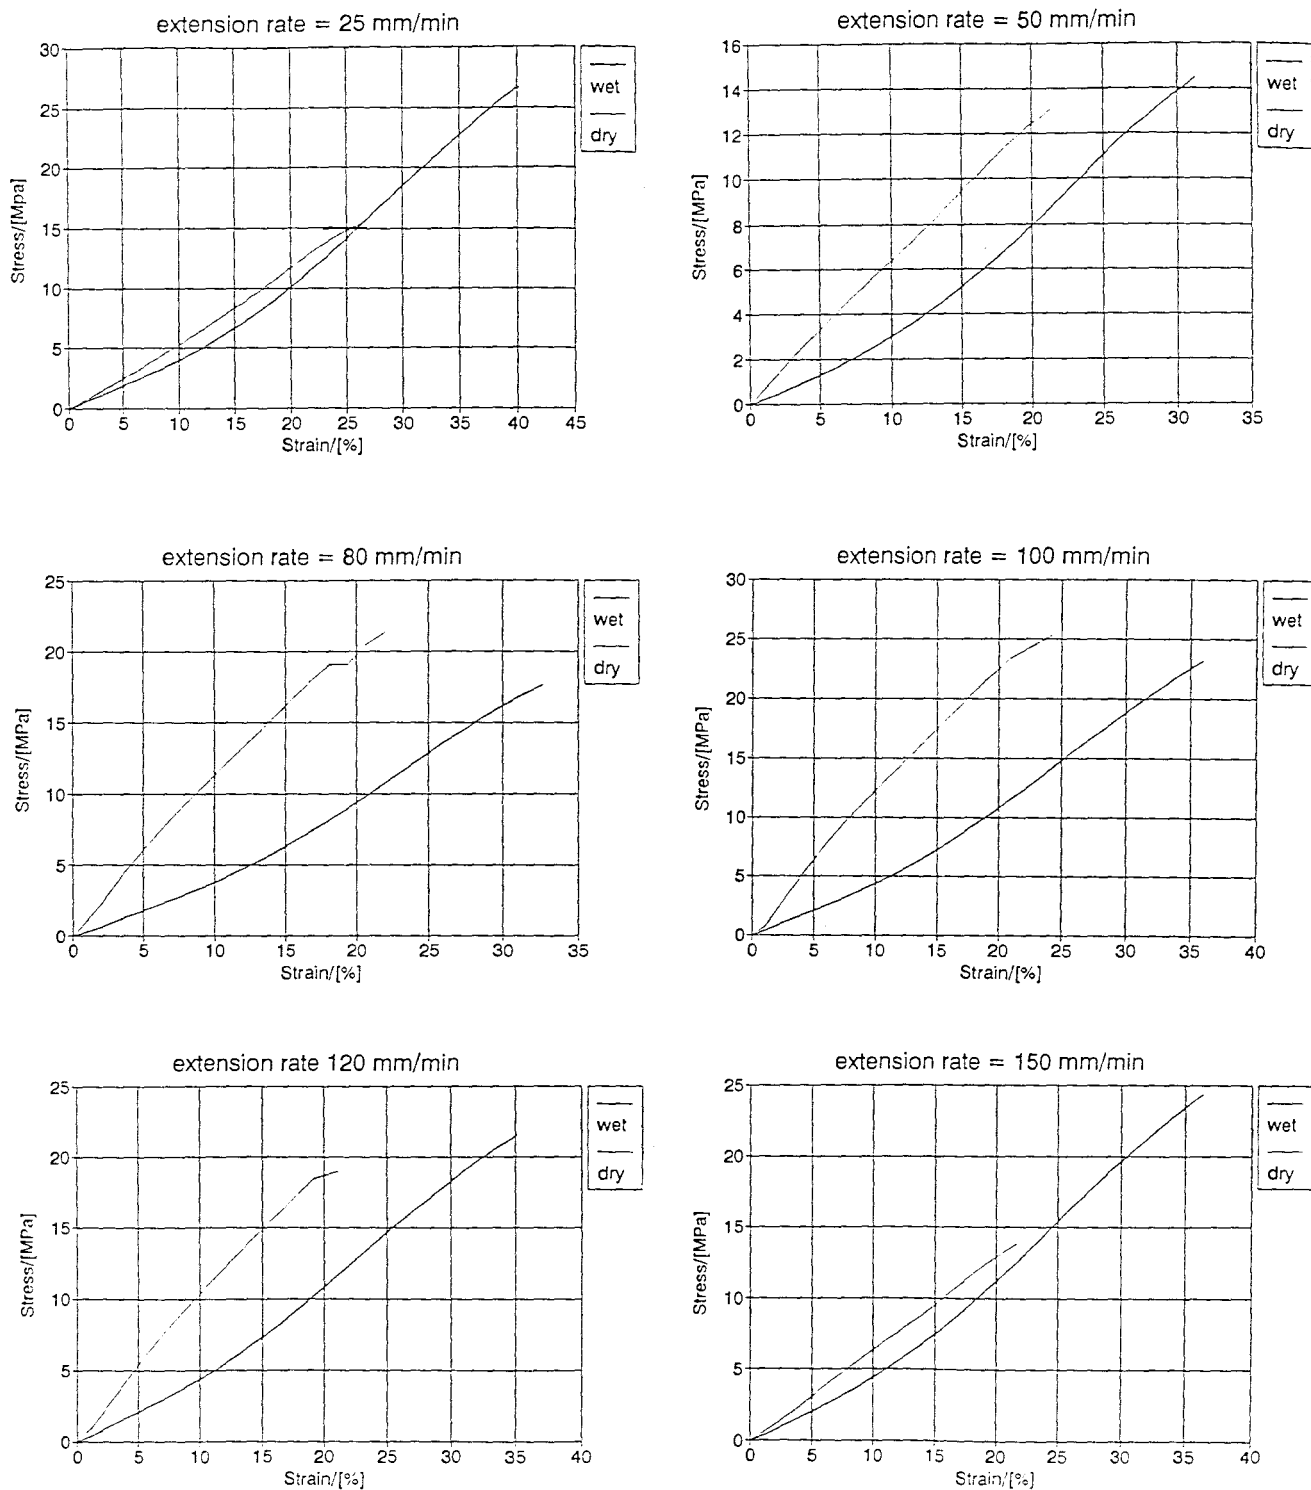 extension rate = 25 mm/min
30
25
20
15
10
5
0
Stress/[Mpa]
0 5 10 15 20 25 30 35 40 45
Strain/[%]
wet
dry
extension rate = 50 mm/min
16
14
12
10
8
6
4
2
0
Stress/[MPa]
0 5 10 15 20 25 30 35
Strain/[%]
wet
dry
extension rate = 80 mm/min
25
20
15
10
5
0
Stress/[MPa]
0 5 10 15 20 25 30 35
Strain/[%]
wet
dry
extension rate = 100 mm/min
30
25
20
15
10
5
0
Stress/[MPa]
0 5 10 15 20 25 30 35 40
Strain/[%]
wet
dry
extension rate 120 mm/min
25
20
15
10
5
0
Stress/[MPa]
0 5 10 15 20 25 30 35 40
Strain/[%]
wet
dry
extension rate = 150 mm/min
25
20
15
10
5
0
Stress/[MPa]
0 5 10 15 20 25 30 35 40
Strain/[%]
wet
dry